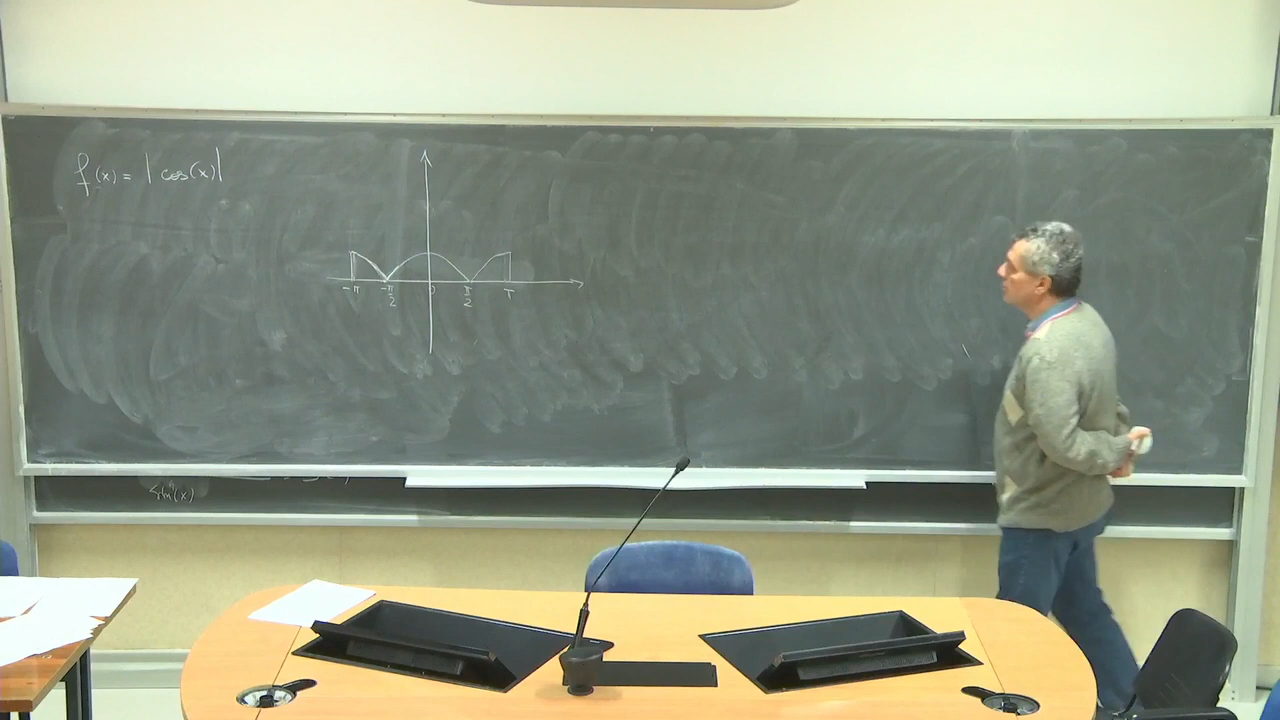 f(x) = | cos(x) |
-π -π/2 0 π/2 π
sin(x)